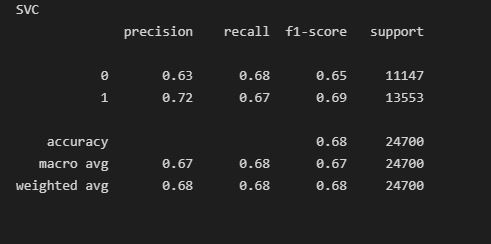 SVC
precision recall f1-score support
0 0.63 0.68 0.65 11147
1 0.72 0.67 0.69 13553
accuracy 0.68 24700
macro avg 0.67 0.68 0.67 24700
weighted avg 0.68 0.68 0.68 24700